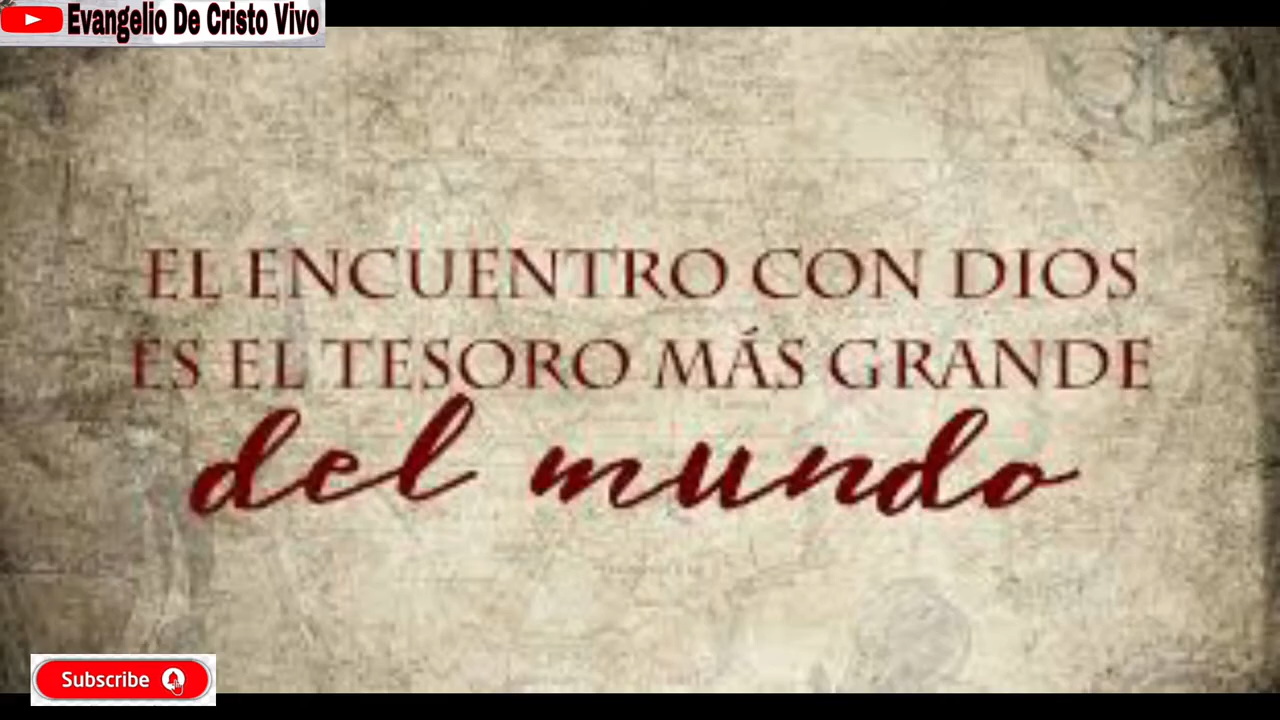 Evangelio De Cristo Vivo
EL ENCUENTRO CON DIOS
ES EL TESORO MÁS GRANDE
del mundo
Subscribe